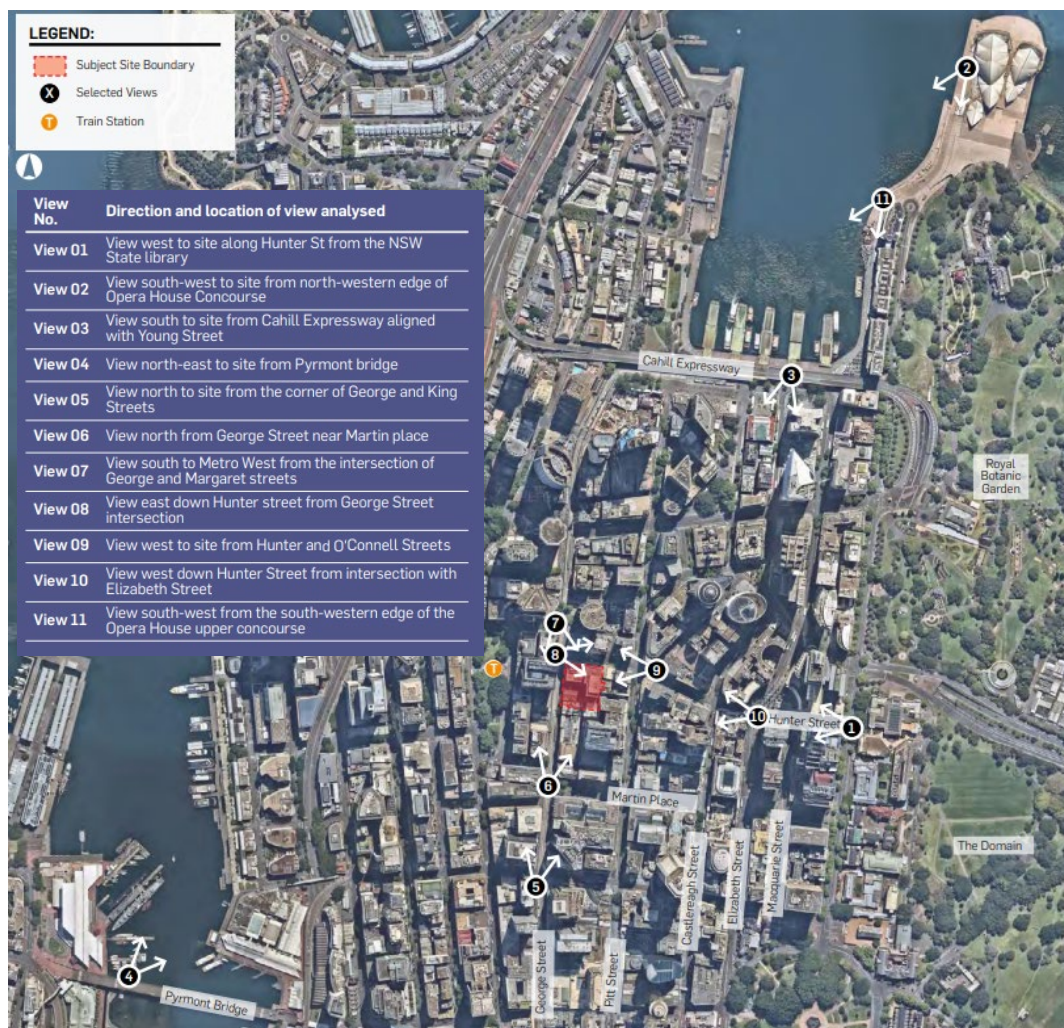 LEGEND:
Subject Site Boundary
X Selected Views
T Train Station
View No. Direction and location of view analysed
View 01 View west to site along Hunter St from the NSW
State library
View 02 View south-west to site from north-western edge of
Opera House Concourse
View 03 View south to site from Cahill Expressway aligned
with Young Street
View 04 View north-east to site from Pyrmont bridge
View 05 View north to site from the corner of George and King
Streets
View 06 View north from George Street near Martin place
View 07 View south to Metro West from the intersection of
George and Margaret streets
View 08 View east down Hunter street from George Street
intersection
View 09 View west to site from Hunter and O'Connell Streets
View 10 View west down Hunter Street from intersection with
Elizabeth Street
View 11 View south-west from the south-western edge of the
Opera House upper concourse
2
11
Cahill Expressway
3
Royal
Botanic
Garden
7
8
T
9
10
Hunter Street
1
6
Martin Place
The Domain
5
Castlereagh Street
Elizabeth Street
Macquarie Street
George Street
Pitt Street
4
Pyrmont Bridge